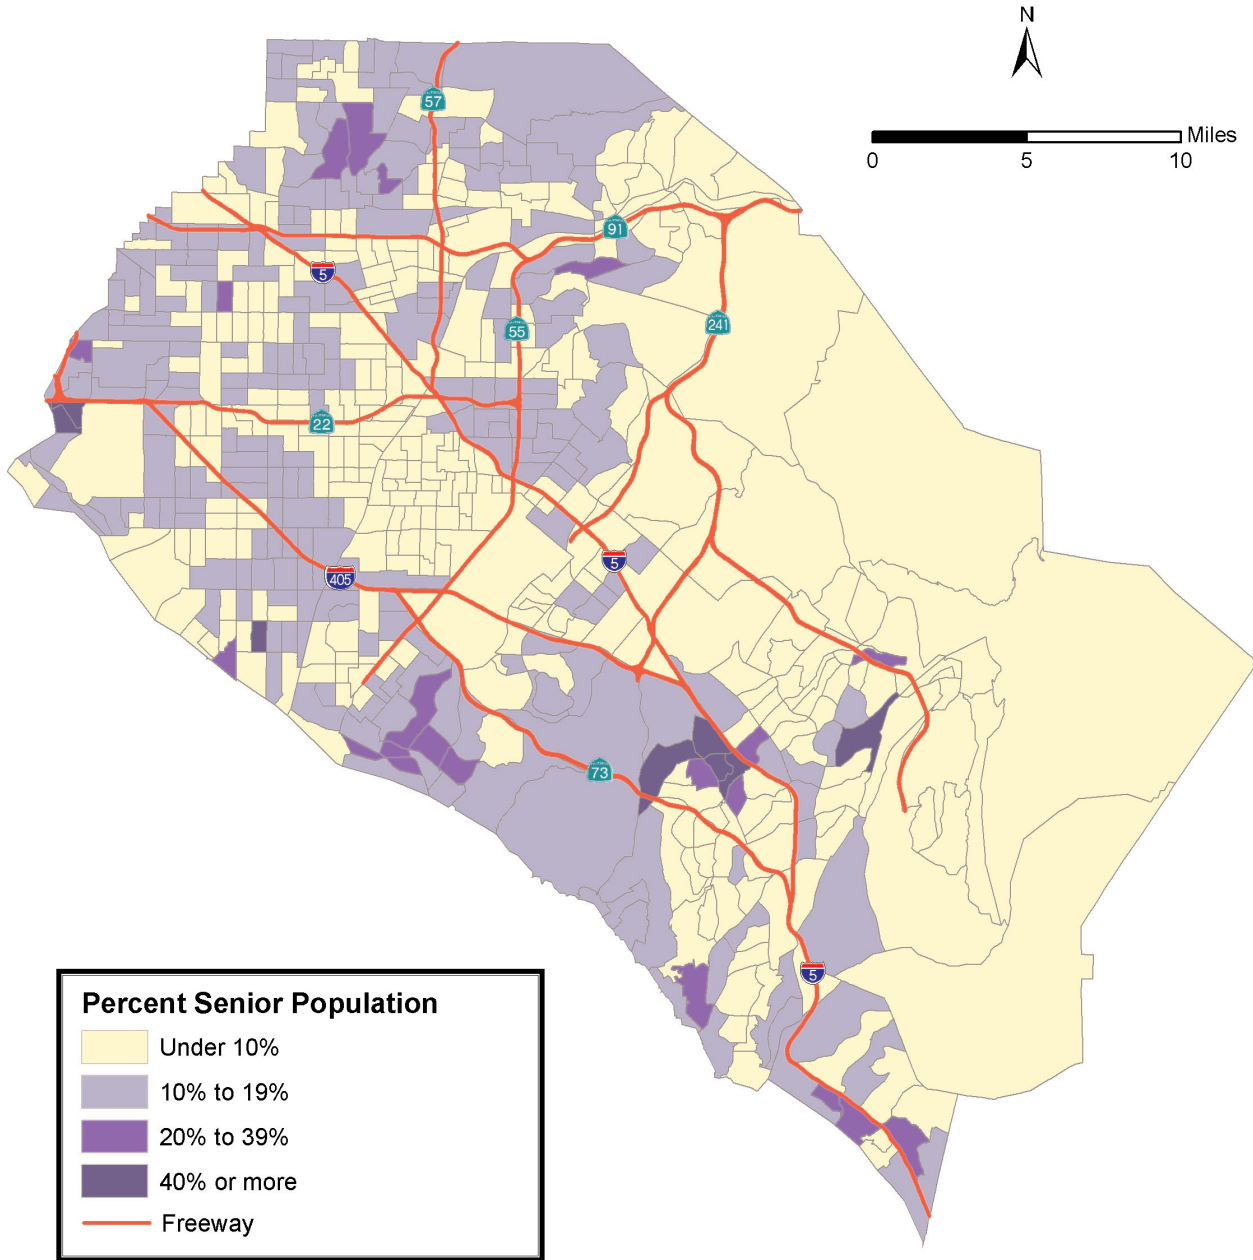 N
Miles
0 5 10
57
91
5
241
55
22
5
405
73
5
Percent Senior Population
Under 10%
10% to 19%
20% to 39%
40% or more
Freeway